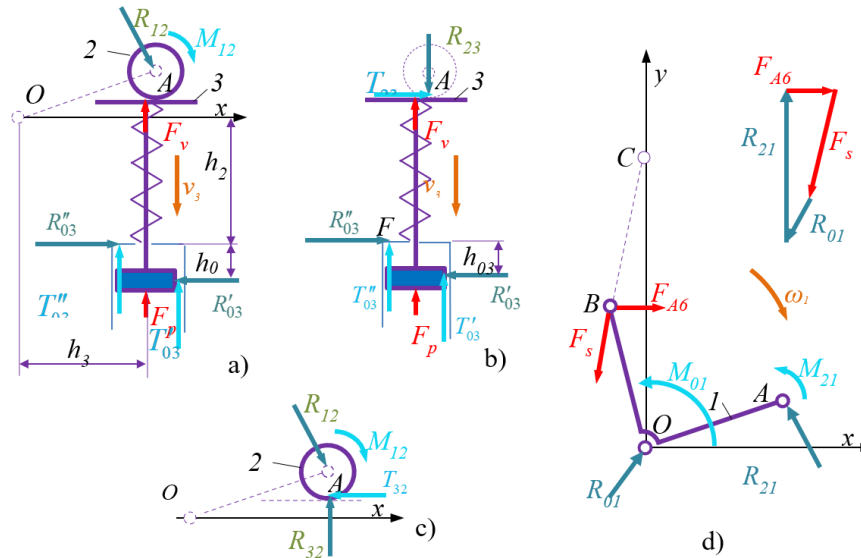 R12
M12
2
A
3
O
x
Fv
h2
v3
R″03
h0
R′03
T″03
Fp
T′03
h3
a)
R23
A
3
Fv
v3
R″03
F
h03
T″03
R′03
Fp
T′03
b)
R12
M12
2
A
T32
O
x
R32
c)
y
FA6
R21
Fs
R01
C
ω1
B
FA6
Fs
M01
M21
A
1
O
x
R01
R21
d)